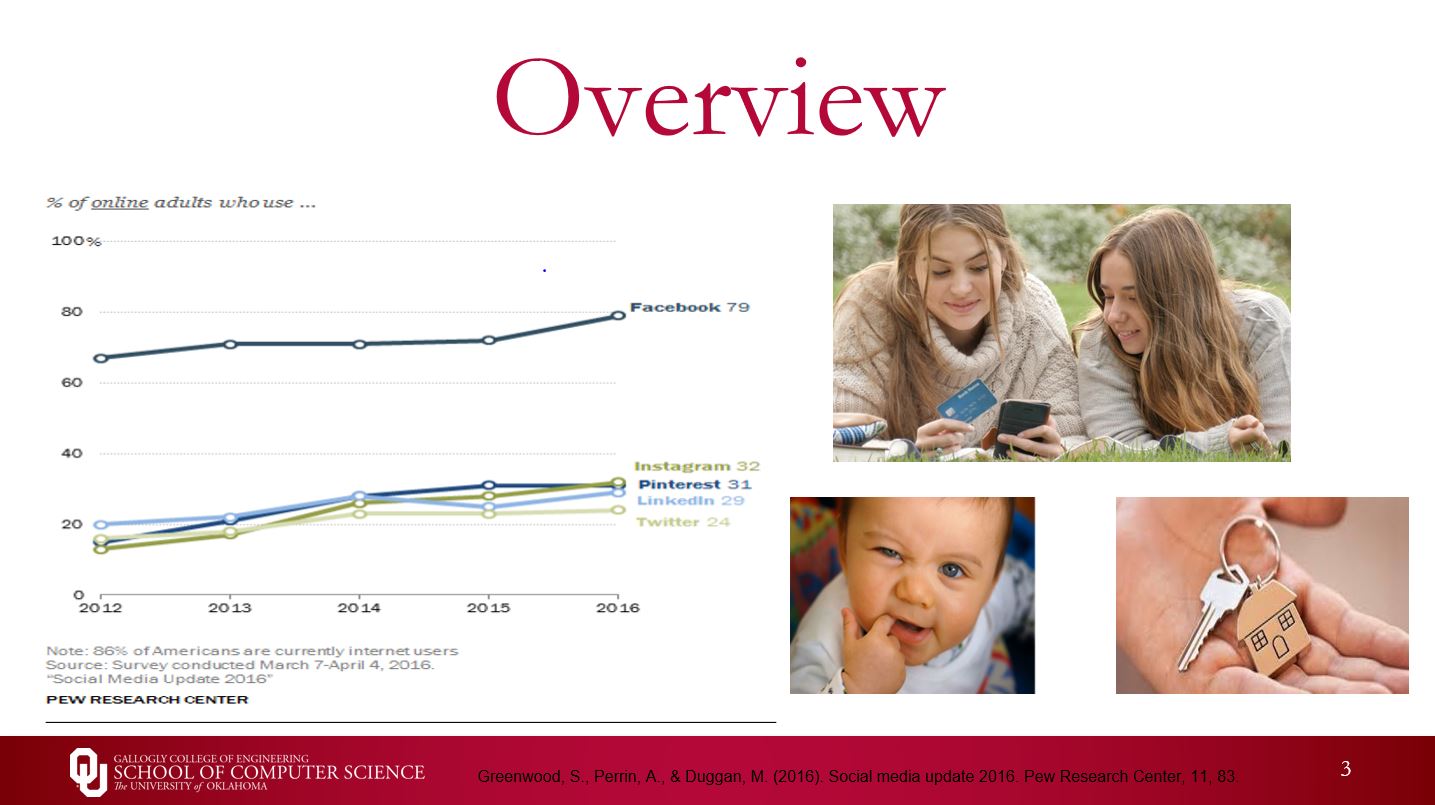 Overview
% of online adults who use ...
100%
80
60
40
20
0
Facebook 79
Instagram 32
Pinterest 31
LinkedIn 29
Twitter 24
2012 2013 2014 2015 2016
Note: 86% of Americans are currently internet users
Source: Survey conducted March 7-April 4, 2016.
“Social Media Update 2016”
PEW RESEARCH CENTER
GALLOGLY COLLEGE OF ENGINEERING
SCHOOL OF COMPUTER SCIENCE
The UNIVERSITY of OKLAHOMA
Greenwood, S., Perrin, A., & Duggan, M. (2016). Social media update 2016. Pew Research Center, 11, 83.
3